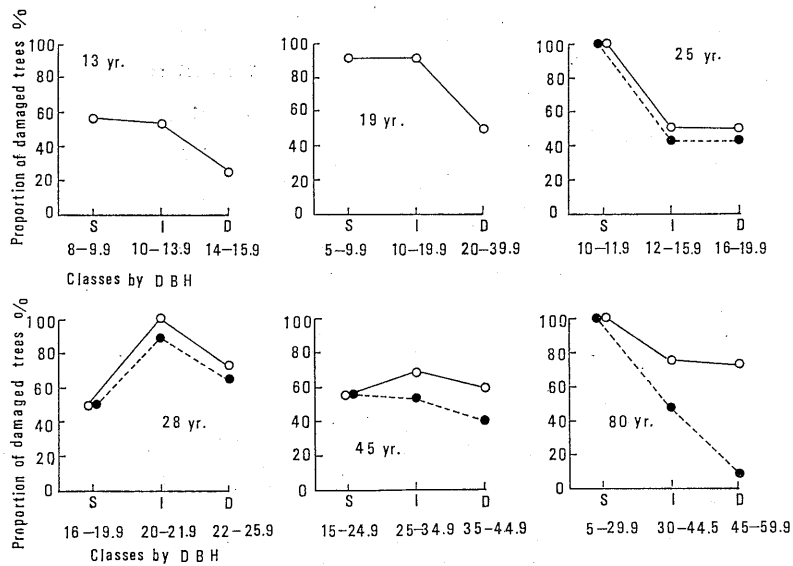 Proportion of damaged trees %
100
80
60
40
20
0
13 yr.
S I D
8–9.9 10–13.9 14–15.9
Classes by DBH
100
80
60
40
20
0
19 yr.
S I D
5–9.9 10–19.9 20–39.9
100
80
60
40
20
0
25 yr.
S I D
10–11.9 12–15.9 16–19.9
Proportion of damaged trees %
100
80
60
40
20
0
28 yr.
S I D
16–19.9 20–21.9 22–25.9
Classes by DBH
100
80
60
40
20
0
45 yr.
S I D
15–24.9 25–34.9 35–44.9
100
80
60
40
20
0
80 yr.
S I D
5–29.9 30–44.5 45–59.9